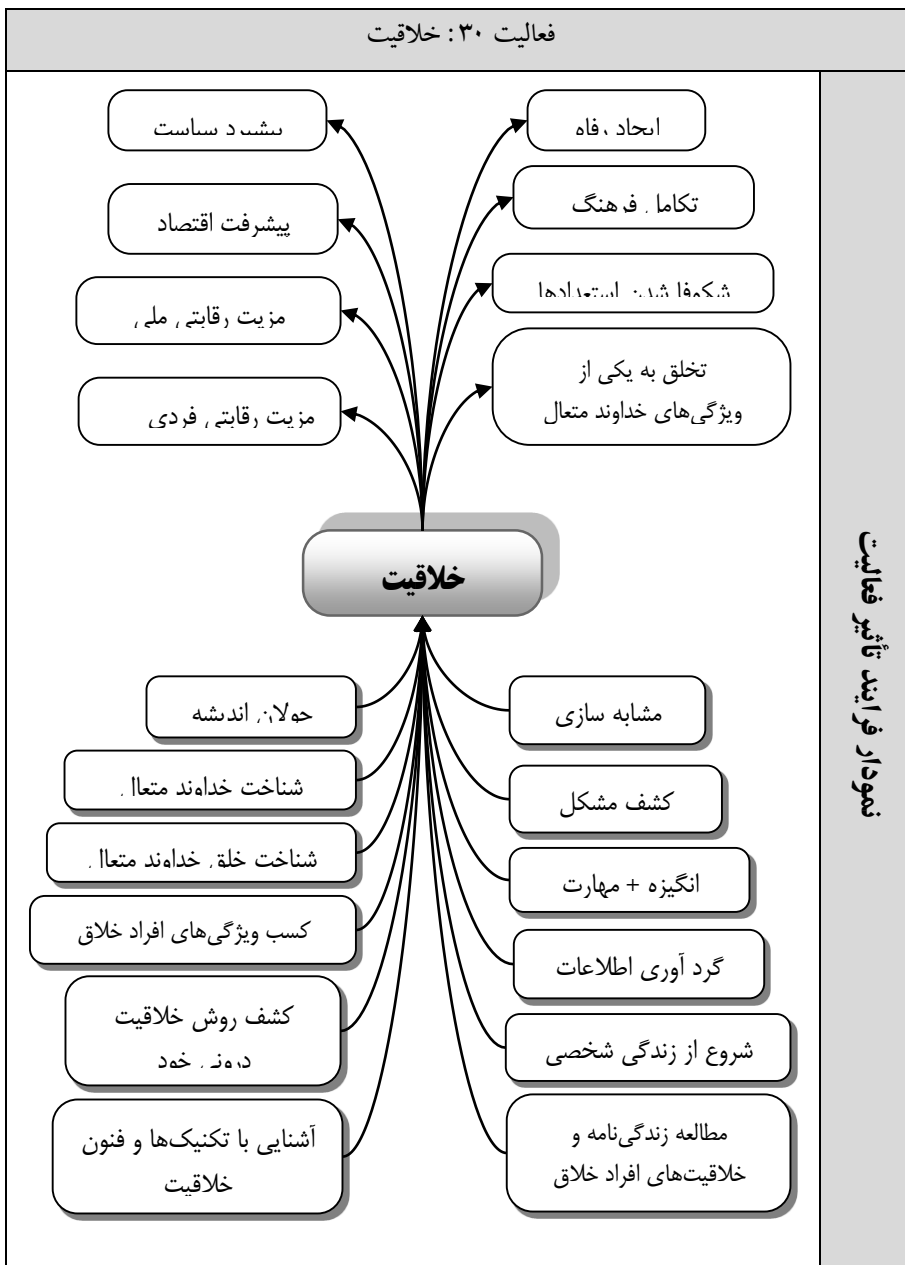 فعالیت ۳۰: خلاقیت
نمودار فرایند تأثیر فعالیت
ایجاد رفاه
تکامل فرهنگ
شکوفا شدن استعدادها
تخلق به یکی از
ویژگی‌های خداوند متعال
پیشبرد سیاست
پیشرفت اقتصاد
مزیت رقابتی ملی
مزیت رقابتی فردی
خلاقیت
مشابه سازی
کشف مشکل
انگیزه + مهارت
گرد آوری اطلاعات
شروع از زندگی شخصی
مطالعه زندگی‌نامه و
خلاقیت‌های افراد خلاق
جولان اندیشه
شناخت خداوند متعال
شناخت خلق خداوند متعال
کسب ویژگی‌های افراد خلاق
کشف روش خلاقیت
درونی خود
آشنایی با تکنیک‌ها و فنون
خلاقیت